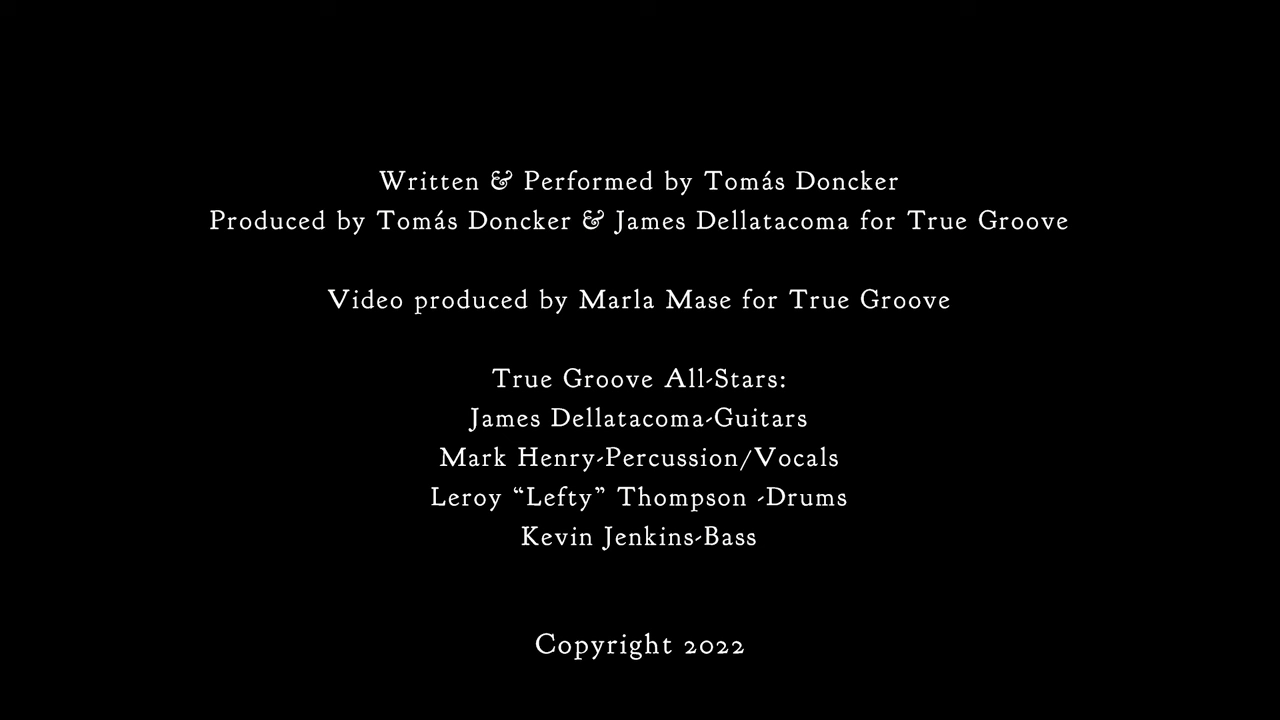 Written & Performed by Tomás Doncker
Produced by Tomás Doncker & James Dellatacoma for True Groove
Video produced by Marla Mase for True Groove
True Groove All-Stars:
James Dellatacoma-Guitars
Mark Henry-Percussion/Vocals
Leroy “Lefty” Thompson -Drums
Kevin Jenkins-Bass
Copyright 2022